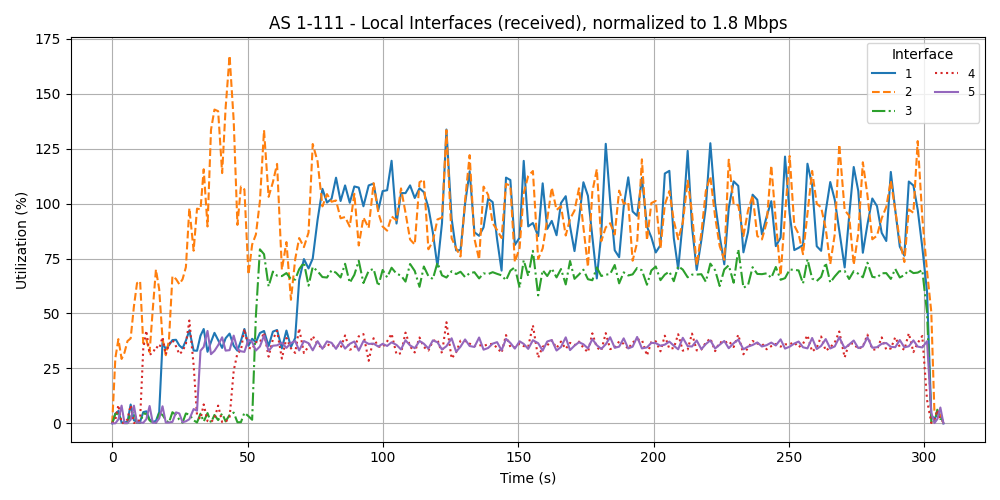 AS 1-111 - Local Interfaces (received), normalized to 1.8 Mbps
Utilization (%)
175
150
125
100
75
50
25
0
0 50 100 150 200 250 300
Time (s)
Interface
1 4
2 5
3